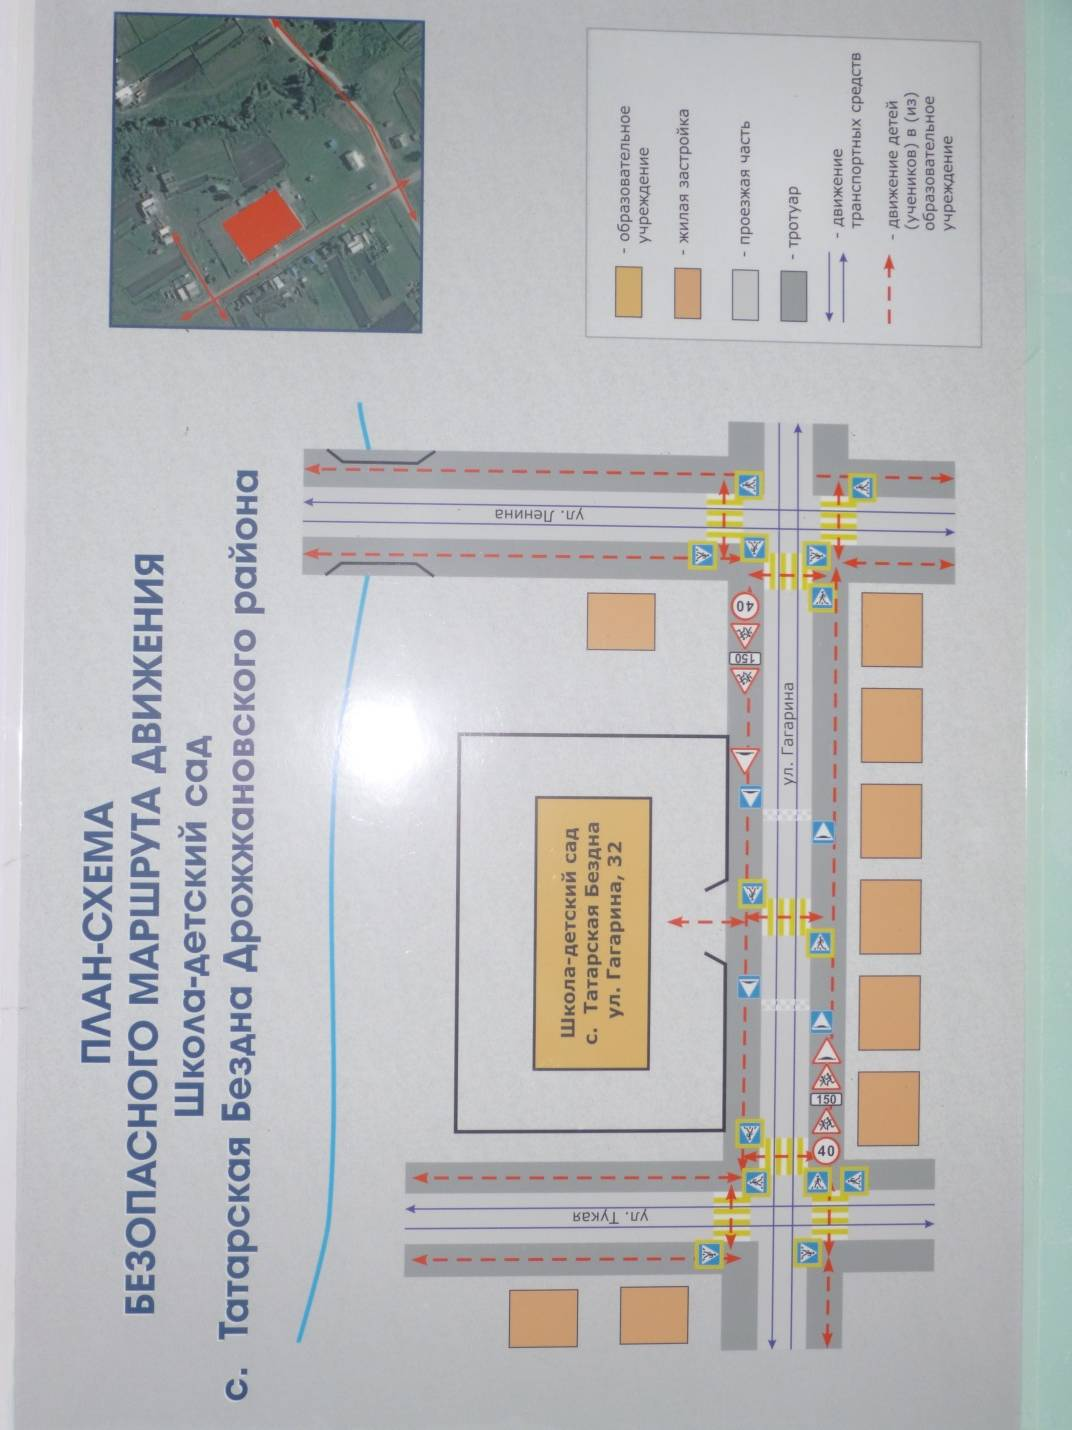 ПЛАН-СХЕМА
БЕЗОПАСНОГО МАРШРУТА ДВИЖЕНИЯ
Школа-детский сад
с. Татарская Бездна Дрожжановского района
ул. Тукая
ул. Ленина
Школа-детский сад
с. Татарская Бездна
ул. Гагарина, 32
150
40
ул. Гагарина
40
150
- образовательное
учреждение
- жилая застройка
- проезжая часть
- тротуар
- движение
транспортных средств
- движение детей
(учеников) в (из)
образовательное
учреждение